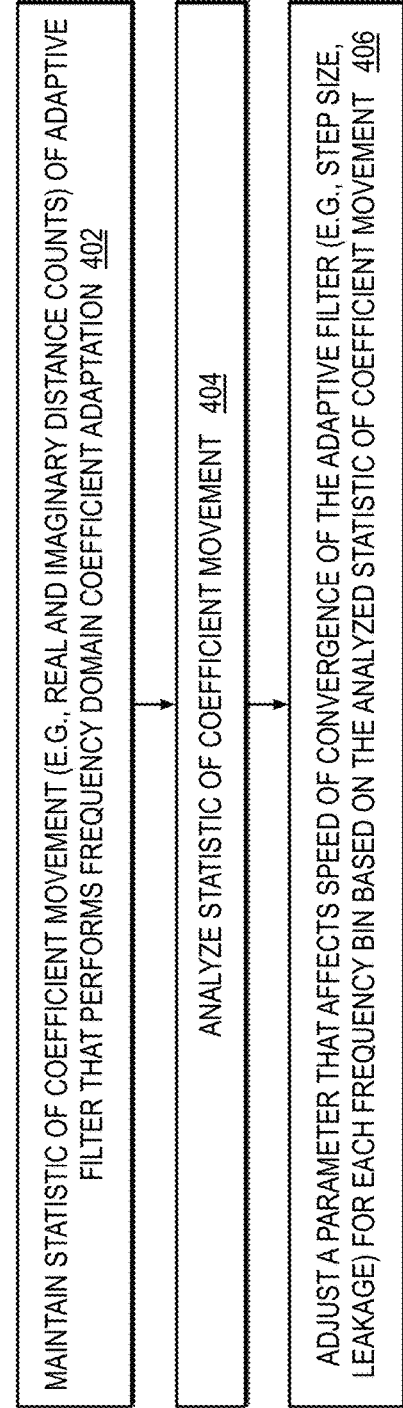 MAINTAIN STATISTIC OF COEFFICIENT MOVEMENT (E.G., REAL AND IMAGINARY DISTANCE COUNTS) OF ADAPTIVE
FILTER THAT PERFORMS FREQUENCY DOMAIN COEFFICIENT ADAPTATION 402
ANALYZE STATISTIC OF COEFFICIENT MOVEMENT 404
ADJUST A PARAMETER THAT AFFECTS SPEED OF CONVERGENCE OF THE ADAPTIVE FILTER (E.G., STEP SIZE,
LEAKAGE) FOR EACH FREQUENCY BIN BASED ON THE ANALYZED STATISTIC OF COEFFICIENT MOVEMENT 406